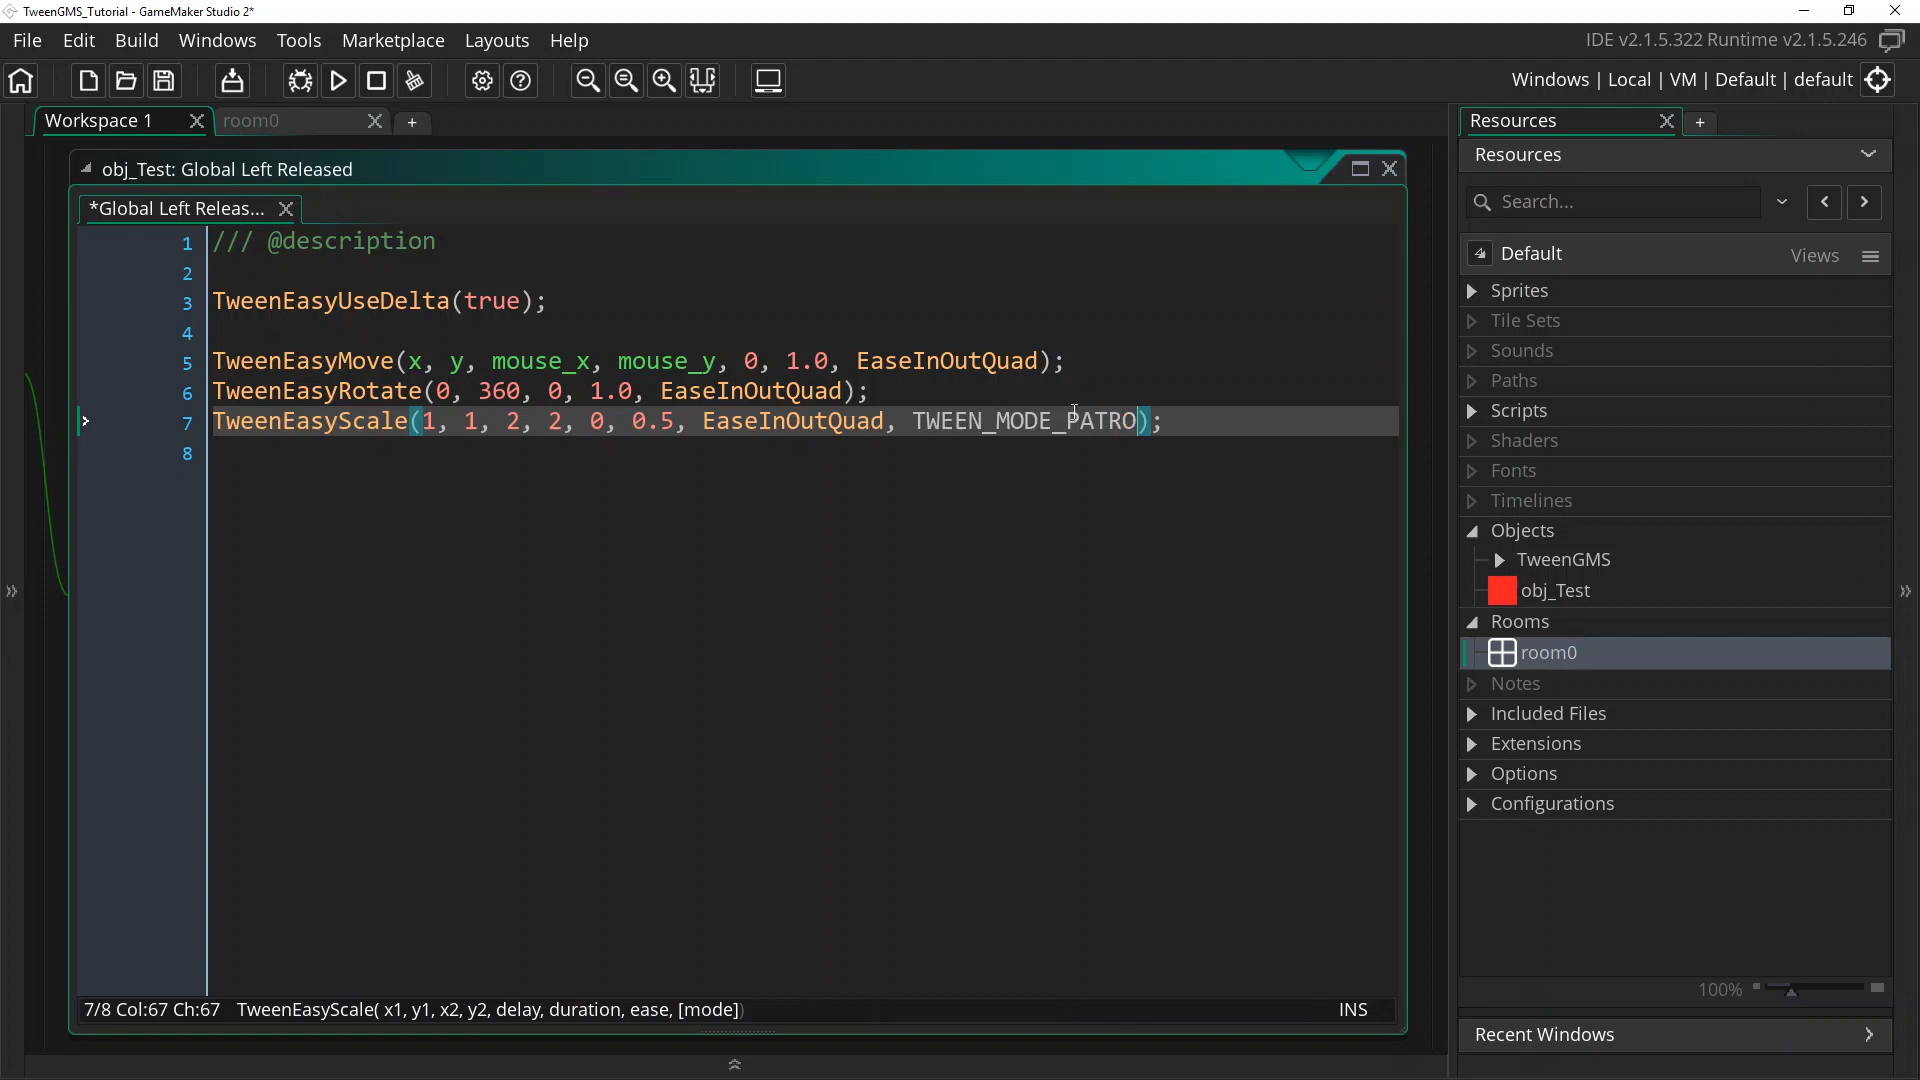 TweenGMS_Tutorial - GameMaker Studio 2*
File Edit Build Windows Tools Marketplace Layouts Help
IDE v2.1.5.322 Runtime v2.1.5.246
Windows | Local | VM | Default | default
Workspace 1
room0
Resources
obj_Test: Global Left Released
Resources
*Global Left Releas...
Search...
1 /// @description
2
3 TweenEasyUseDelta(true);
4
5 TweenEasyMove(x, y, mouse_x, mouse_y, 0, 1.0, EaseInOutQuad);
6 TweenEasyRotate(0, 360, 0, 1.0, EaseInOutQuad);
7 TweenEasyScale(1, 1, 2, 2, 0, 0.5, EaseInOutQuad, TWEEN_MODE_PATRO);
8
Default Views
Sprites
Tile Sets
Sounds
Paths
Scripts
Shaders
Fonts
Timelines
Objects
TweenGMS
obj_Test
Rooms
room0
Notes
Included Files
Extensions
Options
Configurations
100%
7/8 Col:67 Ch:67 TweenEasyScale( x1, y1, x2, y2, delay, duration, ease, [mode])
INS
Recent Windows